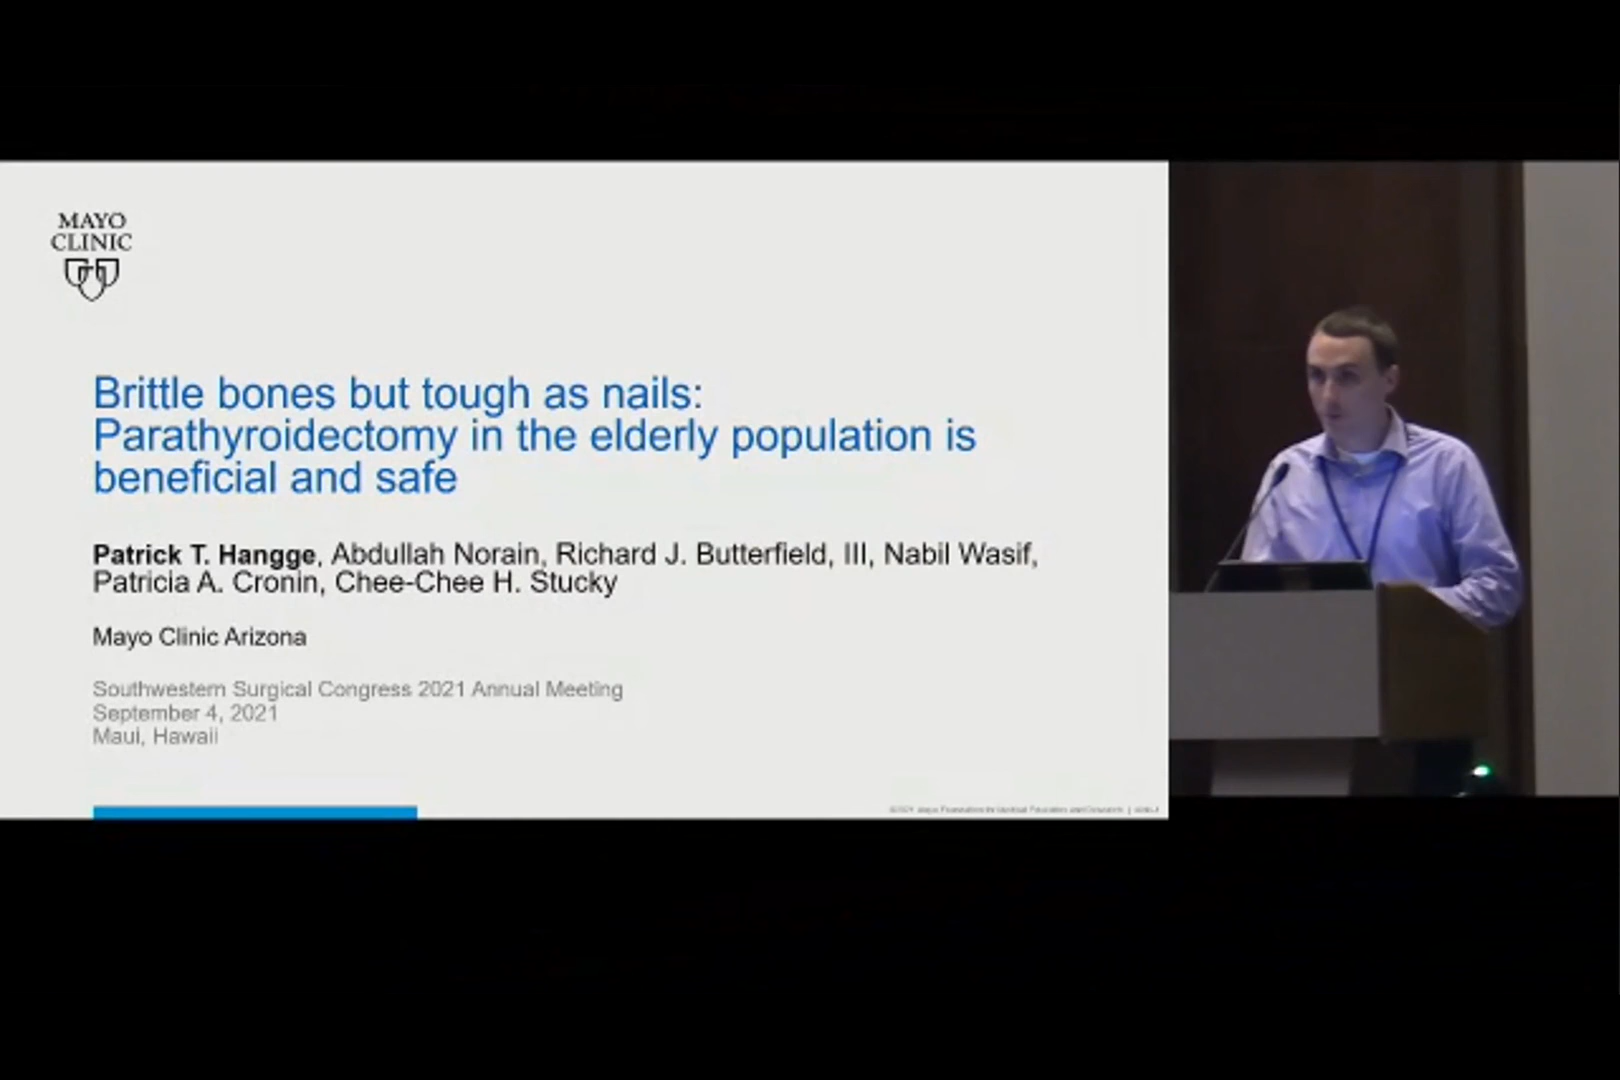 MAYO
CLINIC
Brittle bones but tough as nails:
Parathyroidectomy in the elderly population is
beneficial and safe
Patrick T. Hangge, Abdullah Norain, Richard J. Butterfield, III, Nabil Wasif,
Patricia A. Cronin, Chee-Chee H. Stucky
Mayo Clinic Arizona
Southwestern Surgical Congress 2021 Annual Meeting
September 4, 2021
Maui, Hawaii